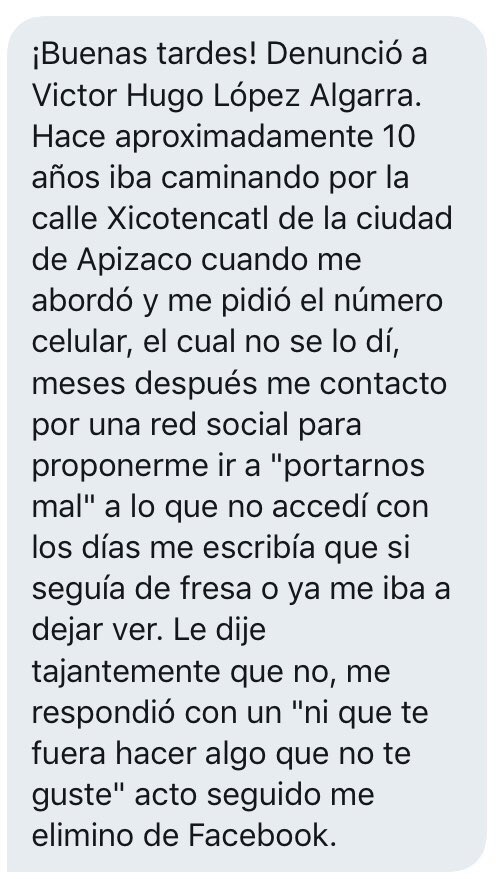 ¡Buenas tardes! Denunció a
Victor Hugo López Algarra.
Hace aproximadamente 10
años iba caminando por la
calle Xicotencatl de la ciudad
de Apizaco cuando me
abordó y me pidió el número
celular, el cual no se lo dí,
meses después me contacto
por una red social para
proponerme ir a "portarnos
mal" a lo que no accedí con
los días me escribía que si
seguía de fresa o ya me iba a
dejar ver. Le dije
tajantemente que no, me
respondió con un "ni que te
fuera hacer algo que no te
guste" acto seguido me
elimino de Facebook.